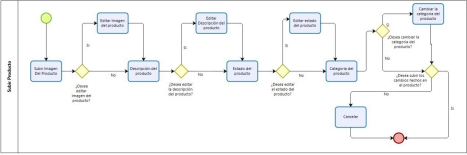 Subir Producto
Subir Imagen
Del Producto
Si
Editar Imagen
del producto
No
¿Desea
editar
imagen del
producto?
Descripción del
producto
Si
Editar
Descripción del
producto
No
¿Desea editar
la descripción
del producto?
Estado del
producto
Si
Editar estado
del producto
No
¿Desea editar
el estado del
producto?
Categoría del
producto
Si
Cambiar la
categoría del
producto
¿Desea cambiar la
categoría del
producto?
No
¿Desea subir los
cambios hechos en
el producto?
No
Si
Cancelar